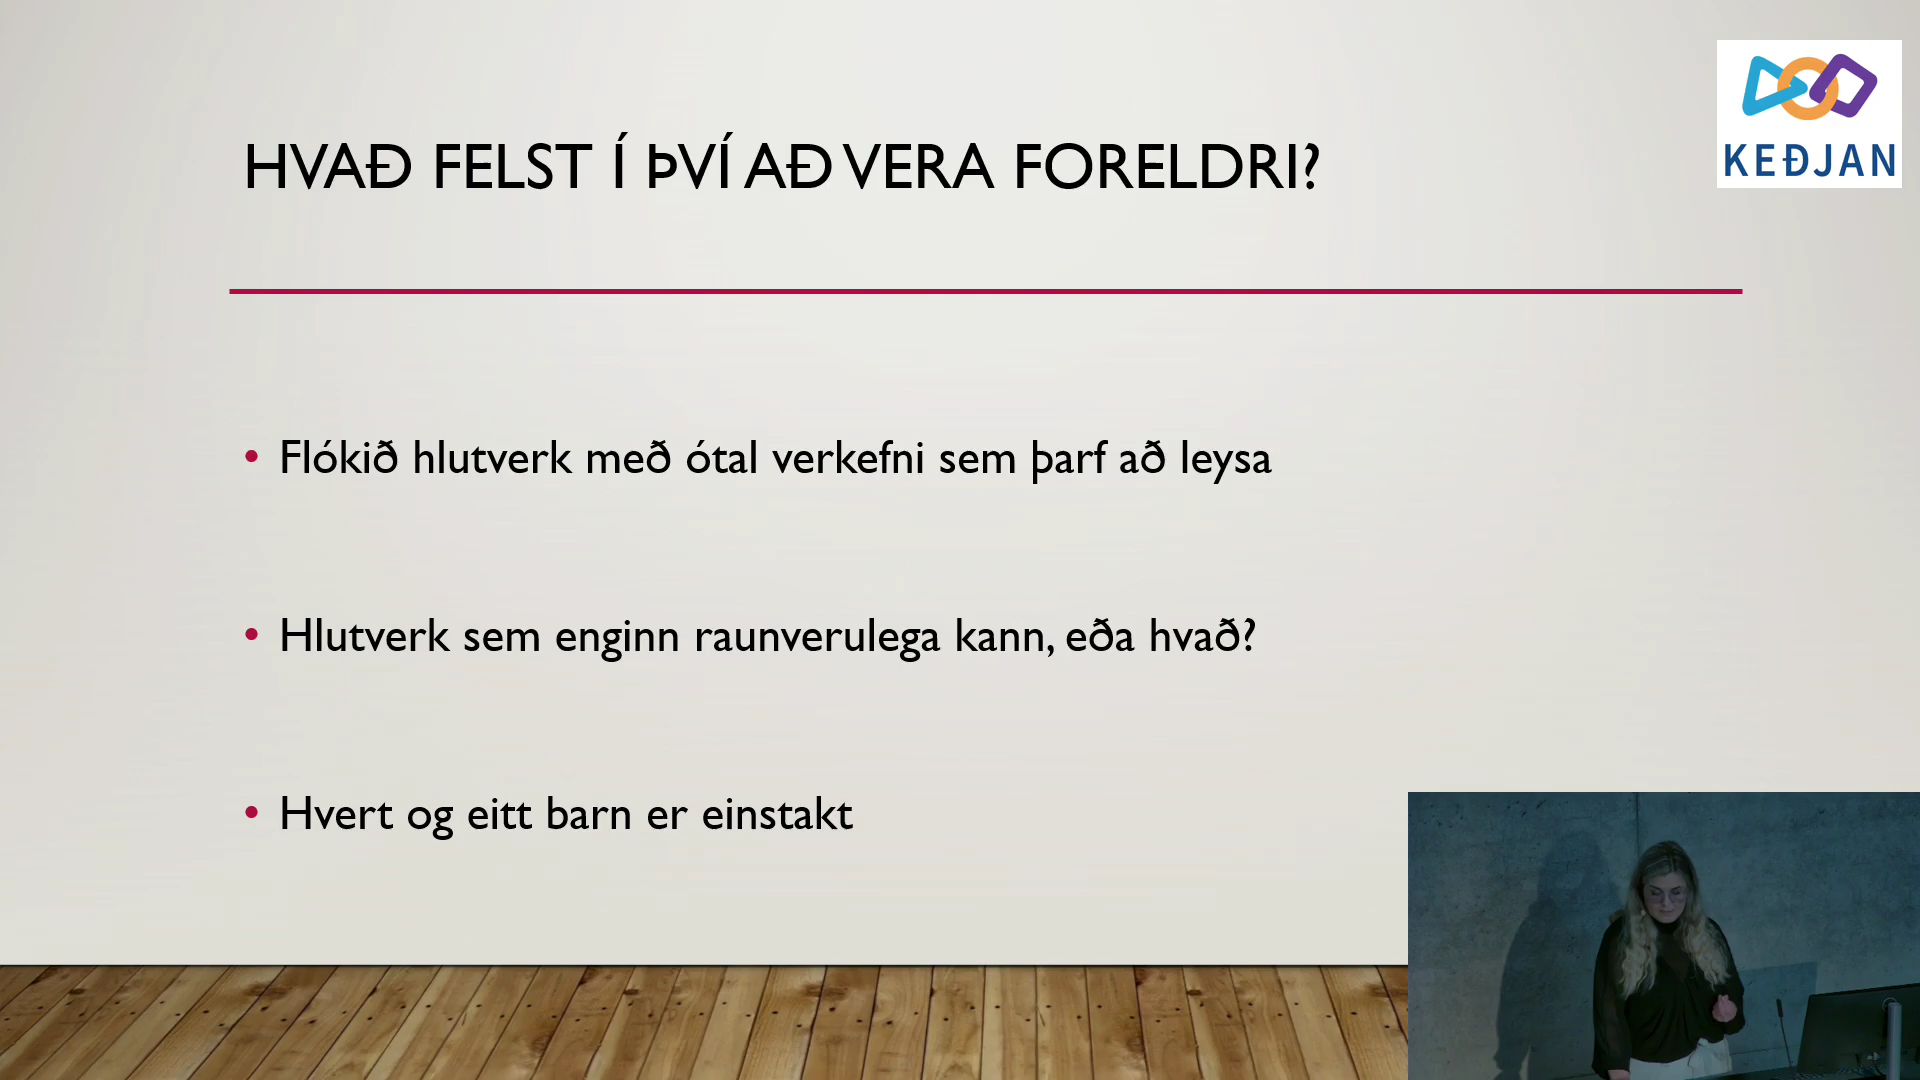 HVAÐ FELST Í ÞVÍ AÐ VERA FORELDRI?
KEÐJAN
• Flókið hlutverk með ótal verkefni sem þarf að leysa
• Hlutverk sem enginn raunverulega kann, eða hvað?
• Hvert og eitt barn er einstakt